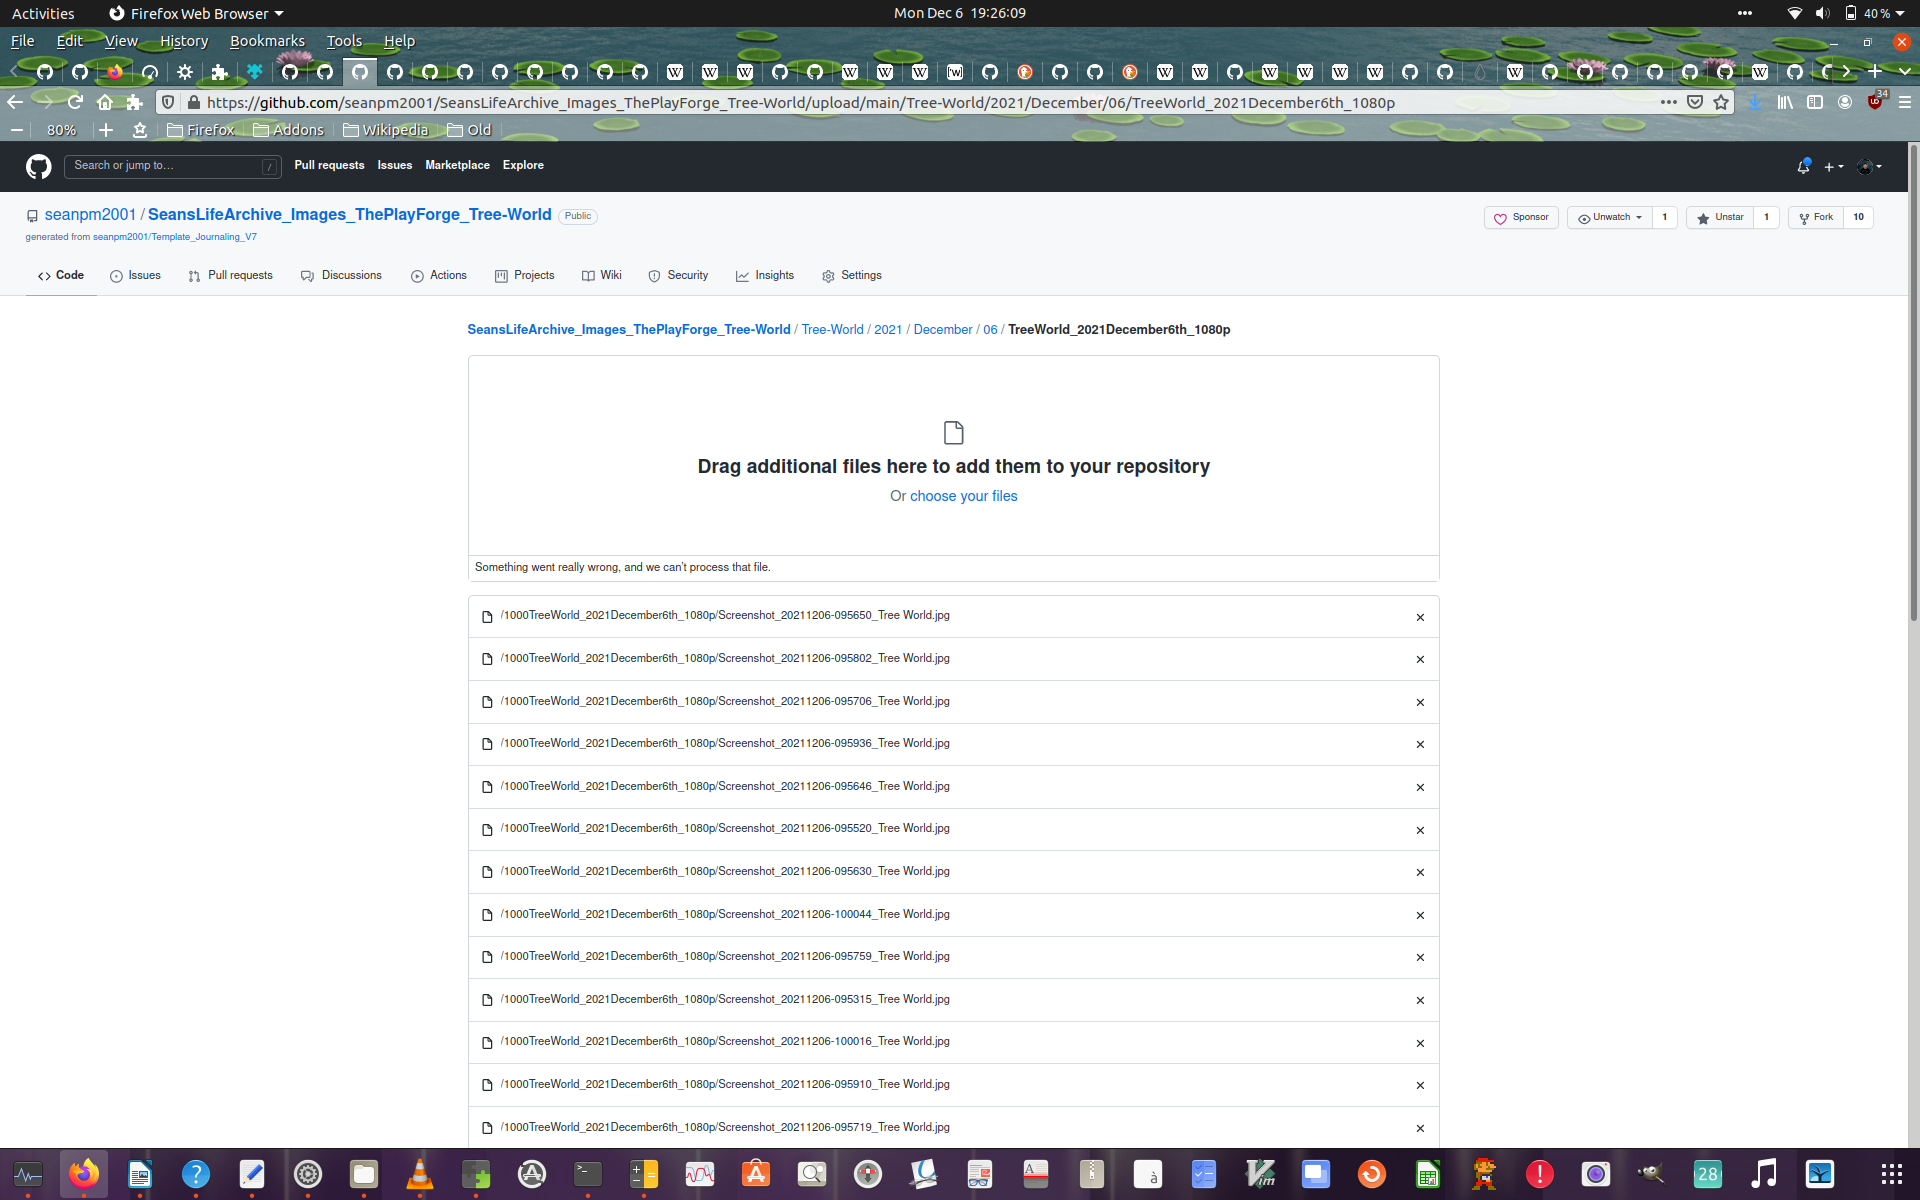 Activities Firefox Web Browser Mon Dec 6 19:26:09 40 %
File Edit View History Bookmarks Tools Help
https://github.com/seanpm2001/SeansLifeArchive_Images_ThePlayForge_Tree-World/upload/main/Tree-World/2021/December/06/TreeWorld_2021December6th_1080p 34
80% Firefox Addons Wikipedia Old
Search or jump to... / Pull requests Issues Marketplace Explore
seanpm2001 / SeansLifeArchive_Images_ThePlayForge_Tree-World Public Sponsor Unwatch 1 Unstar 1 Fork 10
generated from seanpm2001/Template_Journaling_V7
Code Issues Pull requests Discussions Actions Projects Wiki Security Insights Settings
SeansLifeArchive_Images_ThePlayForge_Tree-World / Tree-World / 2021 / December / 06 / TreeWorld_2021December6th_1080p
Drag additional files here to add them to your repository
Or choose your files
Something went really wrong, and we can't process that file.
/1000TreeWorld_2021December6th_1080p/Screenshot_20211206-095650_Tree World.jpg
/1000TreeWorld_2021December6th_1080p/Screenshot_20211206-095802_Tree World.jpg
/1000TreeWorld_2021December6th_1080p/Screenshot_20211206-095706_Tree World.jpg
/1000TreeWorld_2021December6th_1080p/Screenshot_20211206-095936_Tree World.jpg
/1000TreeWorld_2021December6th_1080p/Screenshot_20211206-095646_Tree World.jpg
/1000TreeWorld_2021December6th_1080p/Screenshot_20211206-095520_Tree World.jpg
/1000TreeWorld_2021December6th_1080p/Screenshot_20211206-095630_Tree World.jpg
/1000TreeWorld_2021December6th_1080p/Screenshot_20211206-100044_Tree World.jpg
/1000TreeWorld_2021December6th_1080p/Screenshot_20211206-095759_Tree World.jpg
/1000TreeWorld_2021December6th_1080p/Screenshot_20211206-095315_Tree World.jpg
/1000TreeWorld_2021December6th_1080p/Screenshot_20211206-100016_Tree World.jpg
/1000TreeWorld_2021December6th_1080p/Screenshot_20211206-095910_Tree World.jpg
/1000TreeWorld_2021December6th_1080p/Screenshot_20211206-095719_Tree World.jpg
28